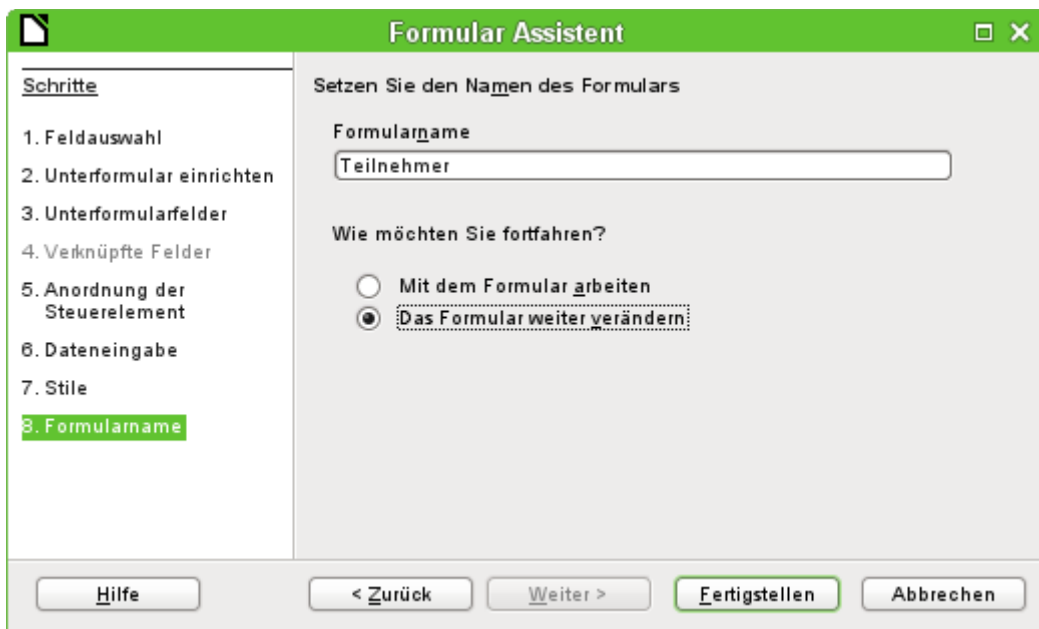 Formular Assistent
Schritte
1. Feldauswahl
2. Unterformular einrichten
3. Unterformularfelder
4. Verknüpfte Felder
5. Anordnung der
Steuerelement
6. Dateneingabe
7. Stile
8. Formularname
Setzen Sie den Namen des Formulars
Formularname
Teilnehmer
Wie möchten Sie fortfahren?
Mit dem Formular arbeiten
Das Formular weiter verändern
Hilfe
< Zurück
Weiter >
Fertigstellen
Abbrechen